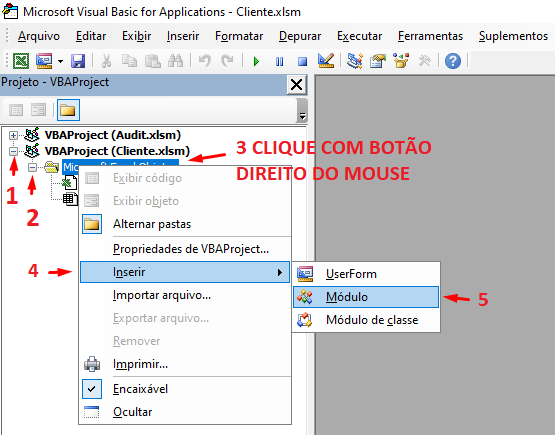 Microsoft Visual Basic for Applications - Cliente.xlsm
Arquivo Editar Exibir Inserir Formatar Depurar Executar Ferramentas Suplementos
Projeto - VBAProject
VBAProject (Audit.xlsm)
VBAProject (Cliente.xlsm)
3 CLIQUE COM BOTÃO
DIREITO DO MOUSE
1
2
Exibir código
Exibir objeto
Alternar pastas
Propriedades de VBAProject...
4
Inserir
UserForm
Importar arquivo...
Módulo
5
Exportar arquivo...
Módulo de classe
Remover
Imprimir...
Encaixável
Ocultar